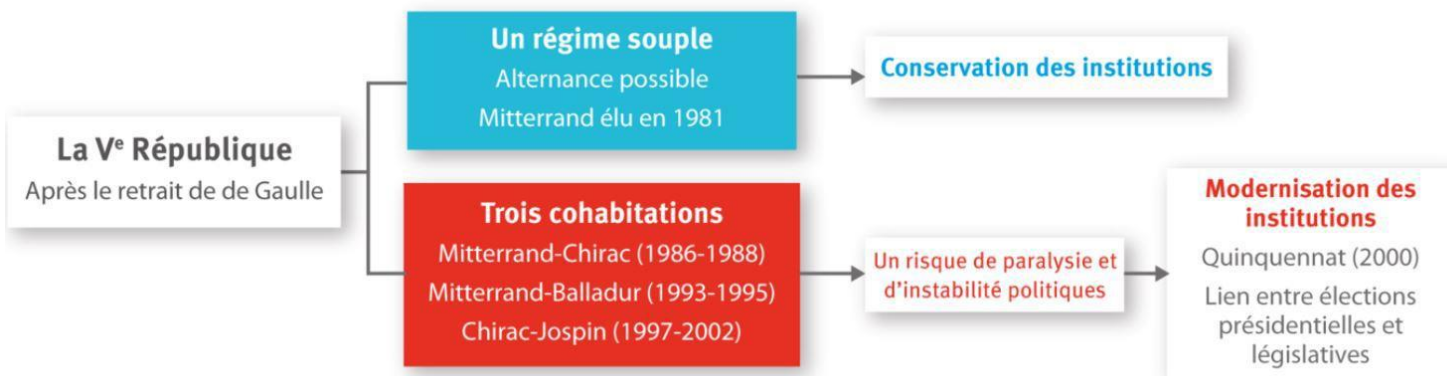 La Vᵉ République
Après le retrait de de Gaulle
Un régime souple
Alternance possible
Mitterrand élu en 1981
Conservation des institutions
Trois cohabitations
Mitterrand-Chirac (1986-1988)
Mitterrand-Balladur (1993-1995)
Chirac-Jospin (1997-2002)
Un risque de paralysie et
d'instabilité politiques
Modernisation des
institutions
Quinquennat (2000)
Lien entre élections
présidentielles et
législatives